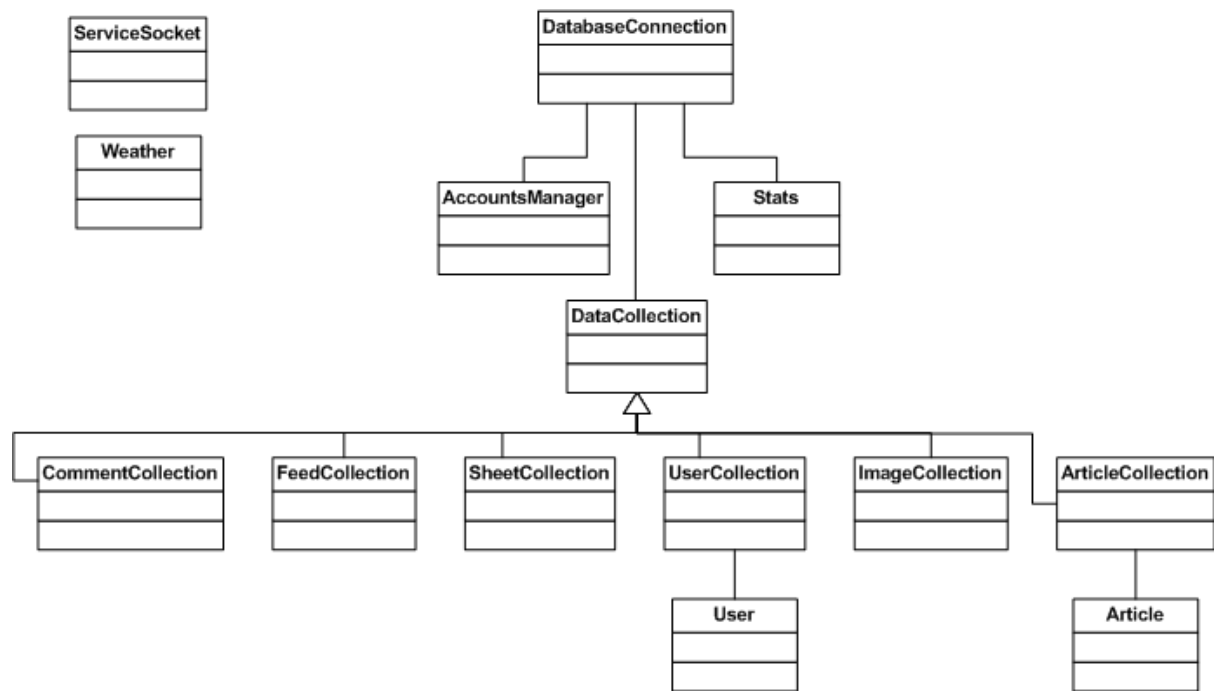 ServiceSocket
DatabaseConnection
Weather
AccountsManager
Stats
DataCollection
CommentCollection
FeedCollection
SheetCollection
UserCollection
ImageCollection
ArticleCollection
User
Article